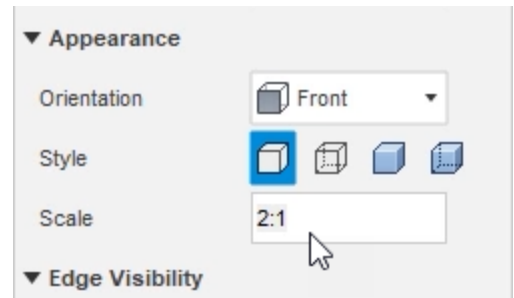 Appearance
Orientation Front
Style
Scale 2:1
Edge Visibility